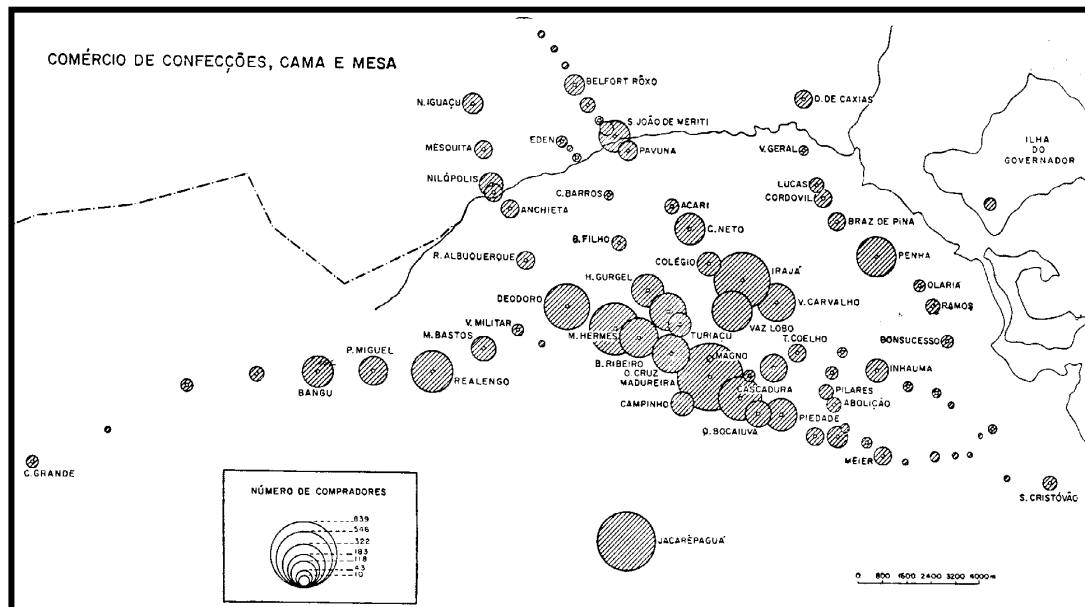 COMÉRCIO DE CONFECÇÕES, CAMA E MESA
BELFORT RÔXO
N. IGUAÇU
D. DE CAXIAS
S. JOÃO DE MERITI
EDEN
MESQUITA
PAVUNA
V. GERAL
ILHA
DO
GOVERNADOR
NILÓPOLIS
LUCAS
C. BARROS
CORDOVIL
ANCHIETA
ACARI
BRAZ DE PINA
C. NETO
B. FILHO
R. ALBUQUERQUE
COLÉGIO
IRAJÁ
PENHA
H. GURGEL
OLARIA
DEODORO
V. CARVALHO
RAMOS
V. MILITAR
M. HERMES
TURIAÇU
VAZ LOBO
M. BASTOS
T. COELHO
BONSUCESSO
P. MIGUEL
B. RIBEIRO
MAGNO
O. CRUZ
BANGU
REALENGO
MADUREIRA
CASCADURA
INHAUMA
CAMPINHO
PILARES
ABOLIÇÃO
Q. BOCAIUVA
PIEDADE
MÉIER
C. GRANDE
S. CRISTÓVÃO
NÚMERO DE COMPRADORES
839
546
322
183
118
43
10
JACARÈPAGUÁ
0 800 1600 2400 3200 4000m